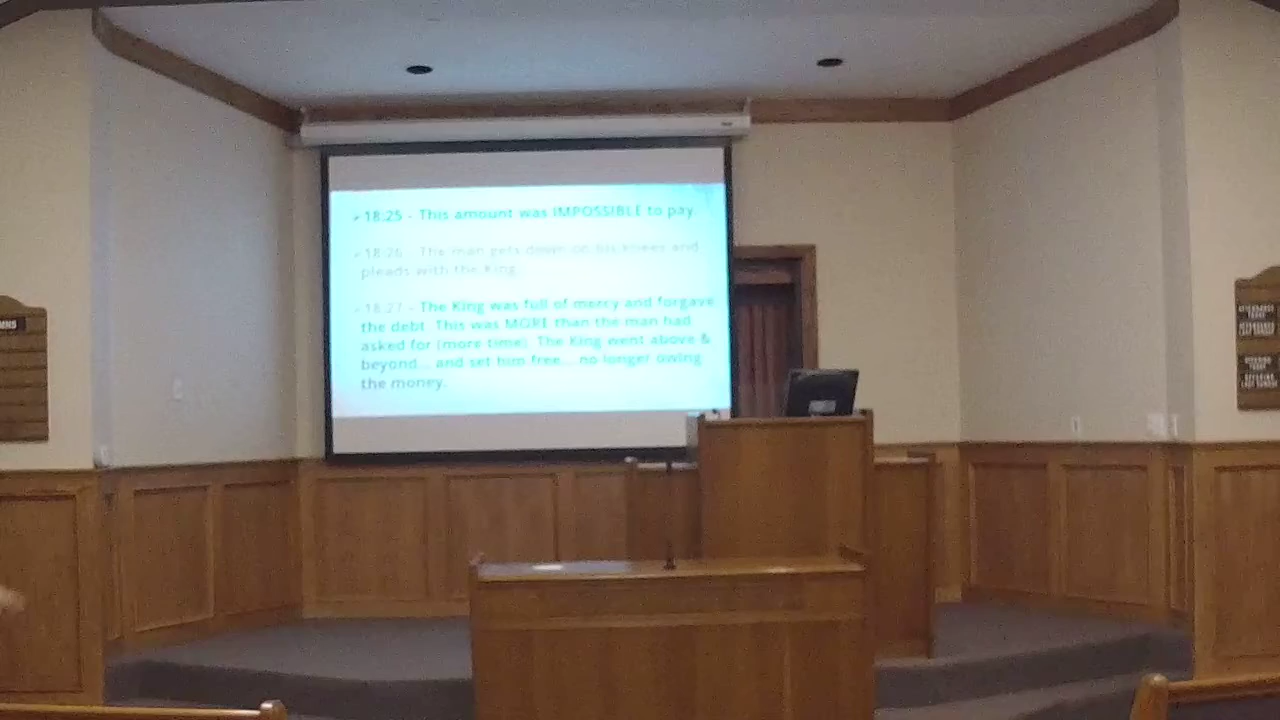 18:25 - This amount was IMPOSSIBLE to pay
18:26 - The man gets down on his knees and
pleads with the King.
18:27 - The King was full of mercy and forgave
the debt. This was MORE than the man had
asked for (more time). The King went above &
beyond... and set him free... no longer owing
the money.